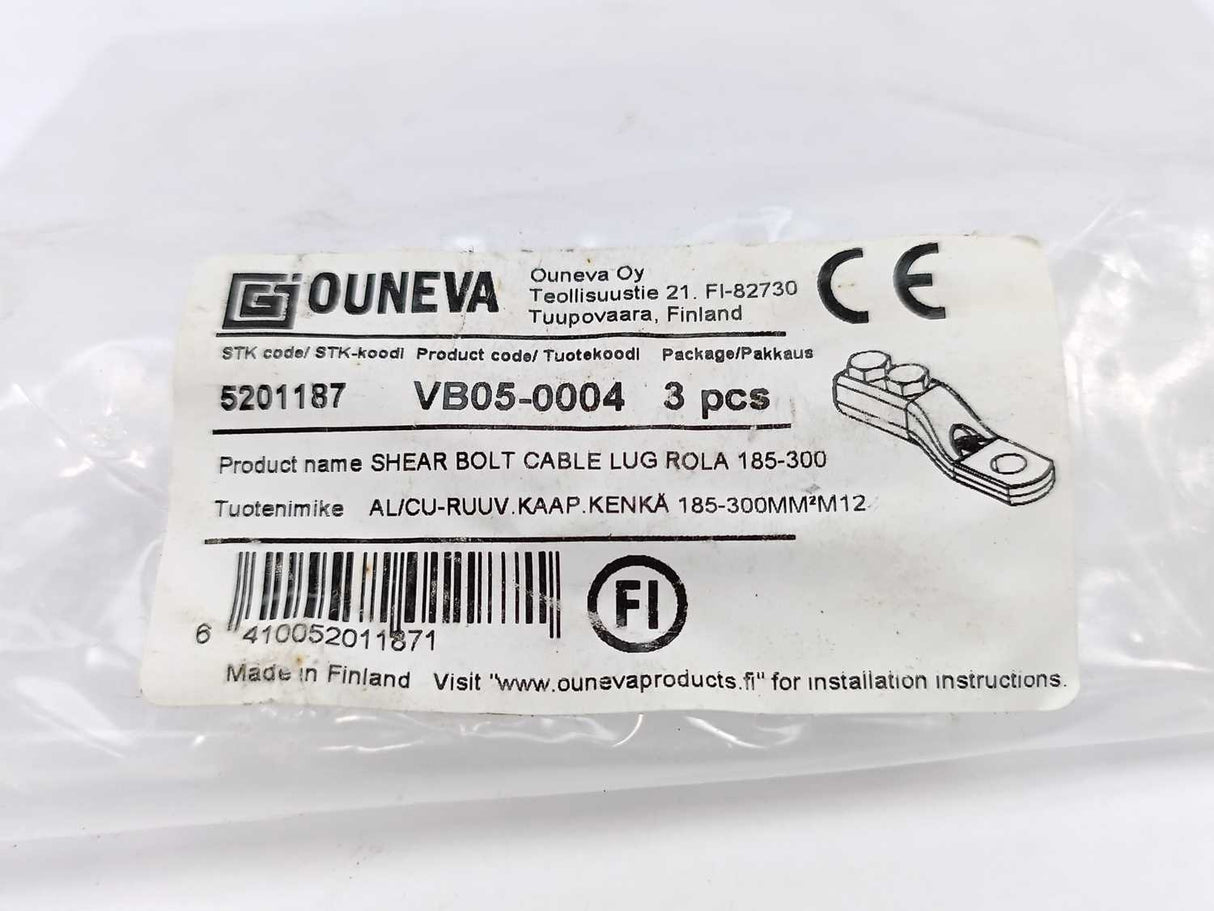 OUNEVA
Ouneva Oy
Teollisuustie 21. FI-82730
Tuupovaara, Finland
CE
STK code/ STK-koodi Product code/ Tuotekoodi Package/Pakkaus
5201187 VB05-0004 3 pcs
Product name SHEAR BOLT CABLE LUG ROLA 185-300
Tuotenimike AL/CU-RUUV.KAAP.KENKÄ 185-300MM²M12
FI
6 410052011871
Made in Finland Visit "www.ounevaproducts.fi" for installation instructions.